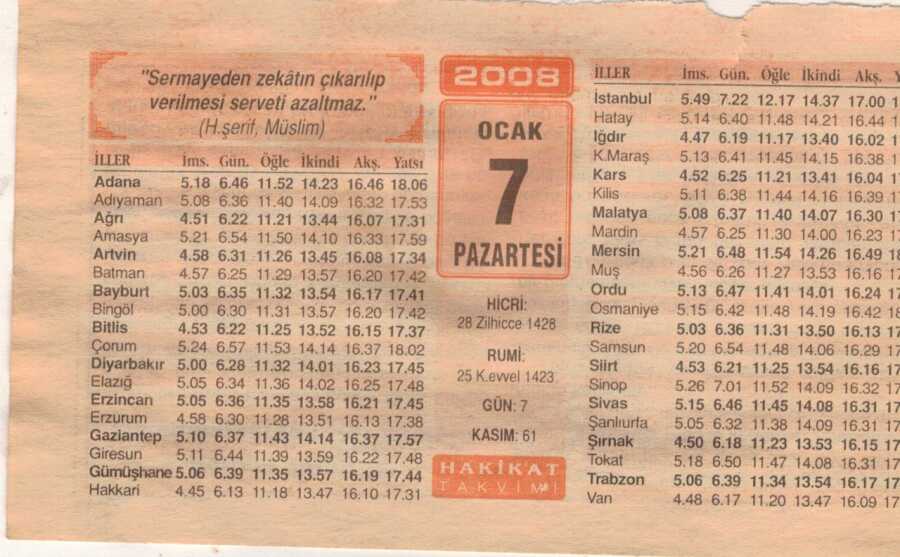 "Sermayeden zekâtın çıkarılıp
verilmesi serveti azaltmaz."
(H.şerif, Müslim)
İLLER İms. Gün. Öğle İkindi Akş. Yatsı
Adana 5.18 6.46 11.52 14.23 16.46 18.06
Adıyaman 5.08 6.36 11.40 14.09 16.32 17.53
Ağrı 4.51 6.22 11.21 13.44 16.07 17.31
Amasya 5.21 6.54 11.50 14.10 16.33 17.59
Artvin 4.58 6.31 11.26 13.45 16.08 17.34
Batman 4.57 6.25 11.29 13.57 16.20 17.42
Bayburt 5.03 6.35 11.32 13.54 16.17 17.41
Bingöl 5.00 6.30 11.31 13.57 16.20 17.42
Bitlis 4.53 6.22 11.25 13.52 16.15 17.37
Çorum 5.24 6.57 11.53 14.14 16.37 18.02
Diyarbakır 5.00 6.28 11.32 14.01 16.23 17.45
Elazığ 5.05 6.34 11.36 14.02 16.25 17.48
Erzincan 5.05 6.36 11.35 13.58 16.21 17.45
Erzurum 4.58 6.30 11.28 13.51 16.13 17.38
Gaziantep 5.10 6.37 11.43 14.14 16.37 17.57
Giresun 5.11 6.44 11.39 13.59 16.22 17.48
Gümüşhane 5.06 6.39 11.35 13.57 16.19 17.44
Hakkari 4.45 6.13 11.18 13.47 16.10 17.31
2008
OCAK
7
PAZARTESİ
HİCRİ:
28 Zilhicce 1428
RUMİ:
25 K.evvel 1423
GÜN: 7
KASIM: 61
HAKİKAT
TAKVİMİ
İLLER İms. Gün. Öğle İkindi Akş. Y
İstanbul 5.49 7.22 12.17 14.37 17.00 1
Hatay 5.14 6.40 11.48 14.21 16.44 1
Iğdır 4.47 6.19 11.17 13.40 16.02 1
K.Maraş 5.13 6.41 11.45 14.15 16.38 1
Kars 4.52 6.25 11.21 13.41 16.04 1
Kilis 5.11 6.38 11.44 14.16 16.39 1
Malatya 5.08 6.37 11.40 14.07 16.30 1
Mardin 4.57 6.25 11.30 14.00 16.23 1
Mersin 5.21 6.48 11.54 14.26 16.49 18
Muş 4.56 6.26 11.27 13.53 16.16 17
Ordu 5.13 6.47 11.41 14.01 16.24 17
Osmaniye 5.15 6.42 11.48 14.19 16.42 18
Rize 5.03 6.36 11.31 13.50 16.13 17
Samsun 5.20 6.54 11.48 14.06 16.29 17
Siirt 4.53 6.21 11.25 13.54 16.16 17
Sinop 5.26 7.01 11.52 14.09 16.32 17
Sivas 5.15 6.46 11.45 14.08 16.31 17
Şanlıurfa 5.05 6.32 11.38 14.09 16.31 17
Şırnak 4.50 6.18 11.23 13.53 16.15 17
Tokat 5.18 6.50 11.47 14.08 16.31 17
Trabzon 5.06 6.39 11.34 13.54 16.17 17
Van 4.48 6.17 11.20 13.47 16.09 17